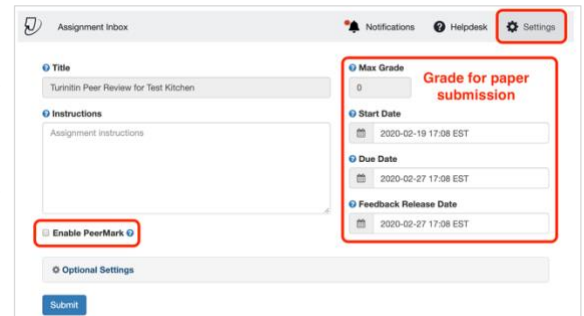 Assignment Inbox
Notifications
Helpdesk
Settings
Title
Turinitin Peer Review for Test Kitchen
Instructions
Assignment instructions
Enable PeerMark
Max Grade
0
Grade for paper
submission
Start Date
2020-02-19 17:08 EST
Due Date
2020-02-27 17:08 EST
Feedback Release Date
2020-02-27 17:08 EST
Optional Settings
Submit